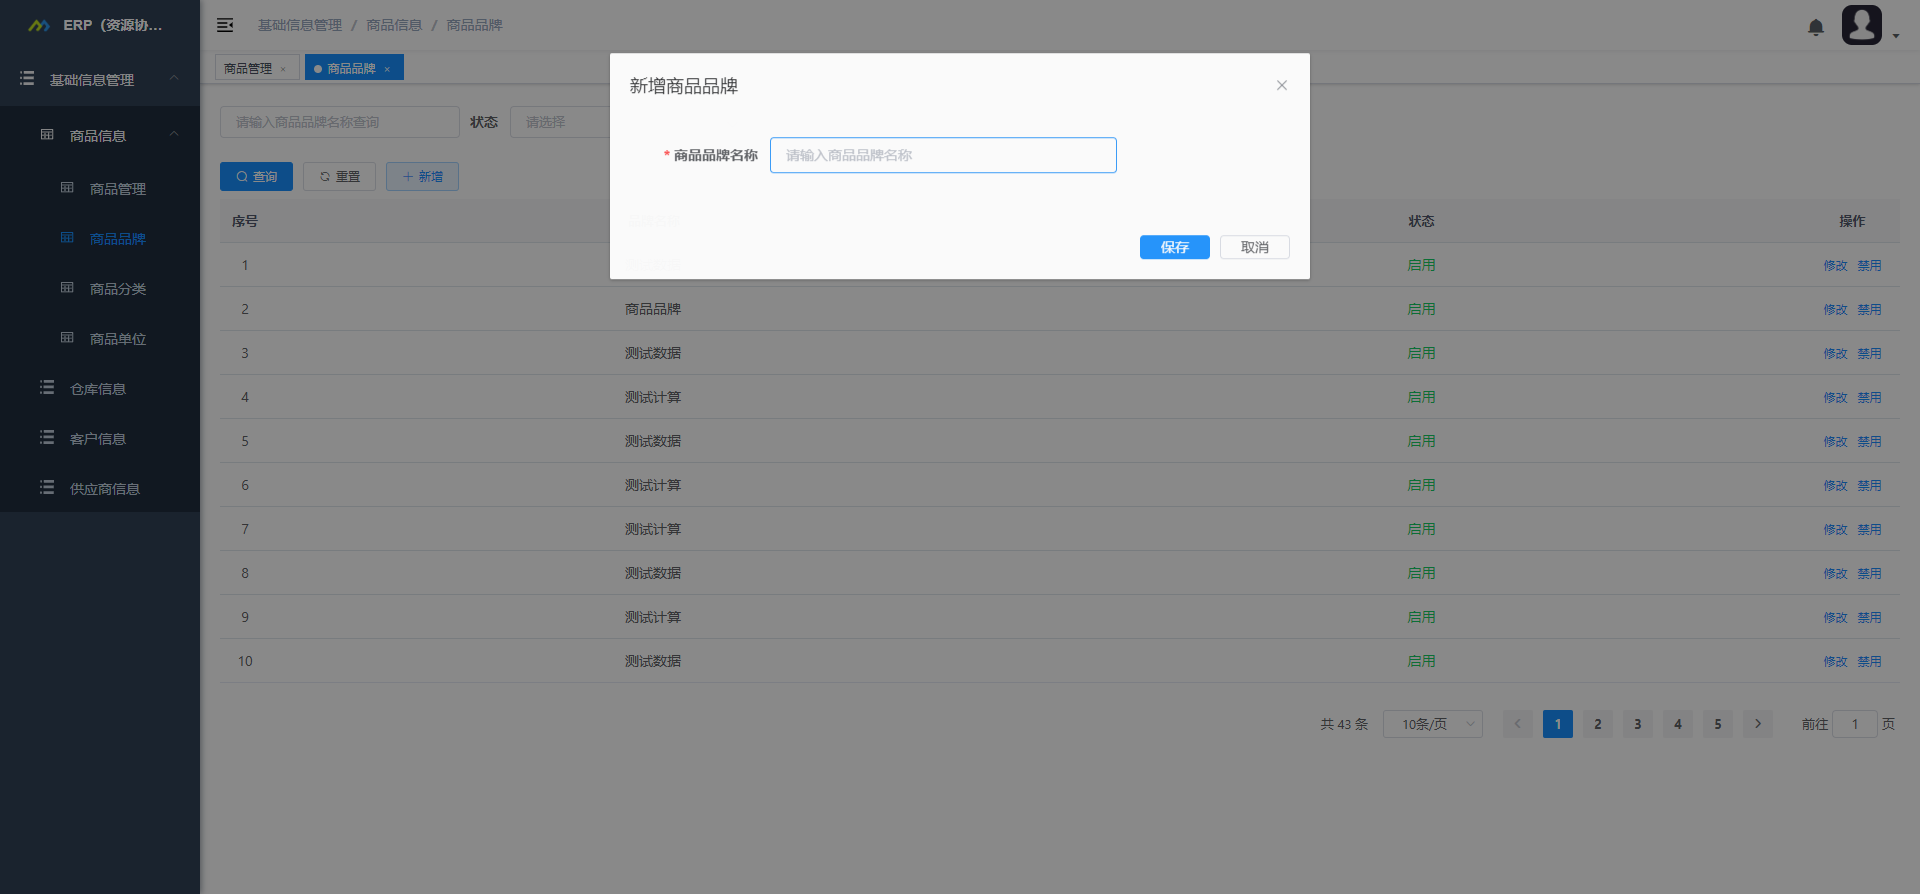 ERP（资源协...
基础信息管理 / 商品信息 / 商品品牌
基础信息管理
商品信息
商品管理
商品品牌
商品分类
商品单位
仓库信息
客户信息
供应商信息
商品管理 ×
商品品牌 ×
请输入商品品牌名称查询 状态 请选择
查询 重置 新增
新增商品品牌
* 商品品牌名称 请输入商品品牌名称
保存 取消
序号 状态 操作
1 启用 修改 禁用
2 商品品牌 启用 修改 禁用
3 测试数据 启用 修改 禁用
4 测试计算 启用 修改 禁用
5 测试数据 启用 修改 禁用
6 测试计算 启用 修改 禁用
7 测试计算 启用 修改 禁用
8 测试数据 启用 修改 禁用
9 测试计算 启用 修改 禁用
10 测试数据 启用 修改 禁用
共 43 条 10条/页 1 2 3 4 5 前往 1 页